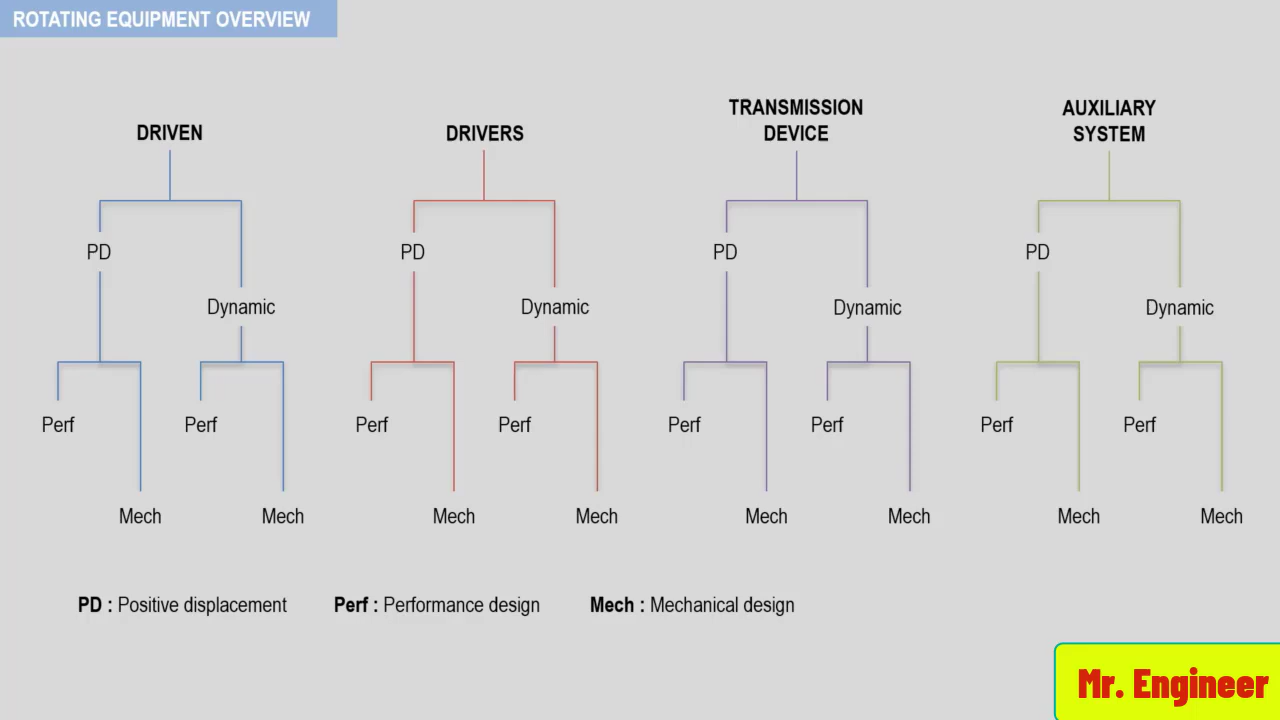 ROTATING EQUIPMENT OVERVIEW
DRIVEN
DRIVERS
TRANSMISSION
DEVICE
AUXILIARY
SYSTEM
PD
PD
PD
PD
Dynamic
Dynamic
Dynamic
Dynamic
Perf
Perf
Perf
Perf
Perf
Perf
Perf
Perf
Mech
Mech
Mech
Mech
Mech
Mech
Mech
Mech
PD : Positive displacement
Perf : Performance design
Mech : Mechanical design
Mr. Engineer